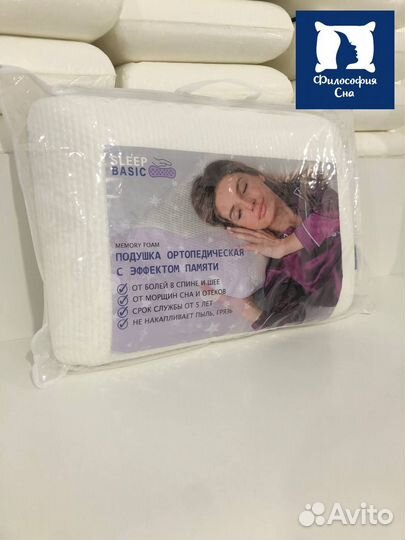 Философия
Сна
SLEEP
BASIC
MEMORY FOAM
ПОДУШКА ОРТОПЕДИЧЕСКАЯ
С ЭФФЕКТОМ ПАМЯТИ
ОТ БОЛЕЙ В СПИНЕ И ШЕЕ
ОТ МОРЩИН СНА И ОТЕКОВ
СРОК СЛУЖБЫ ОТ 5 ЛЕТ
НЕ НАКАПЛИВАЕТ ПЫЛЬ, ГРЯЗЬ
Avito